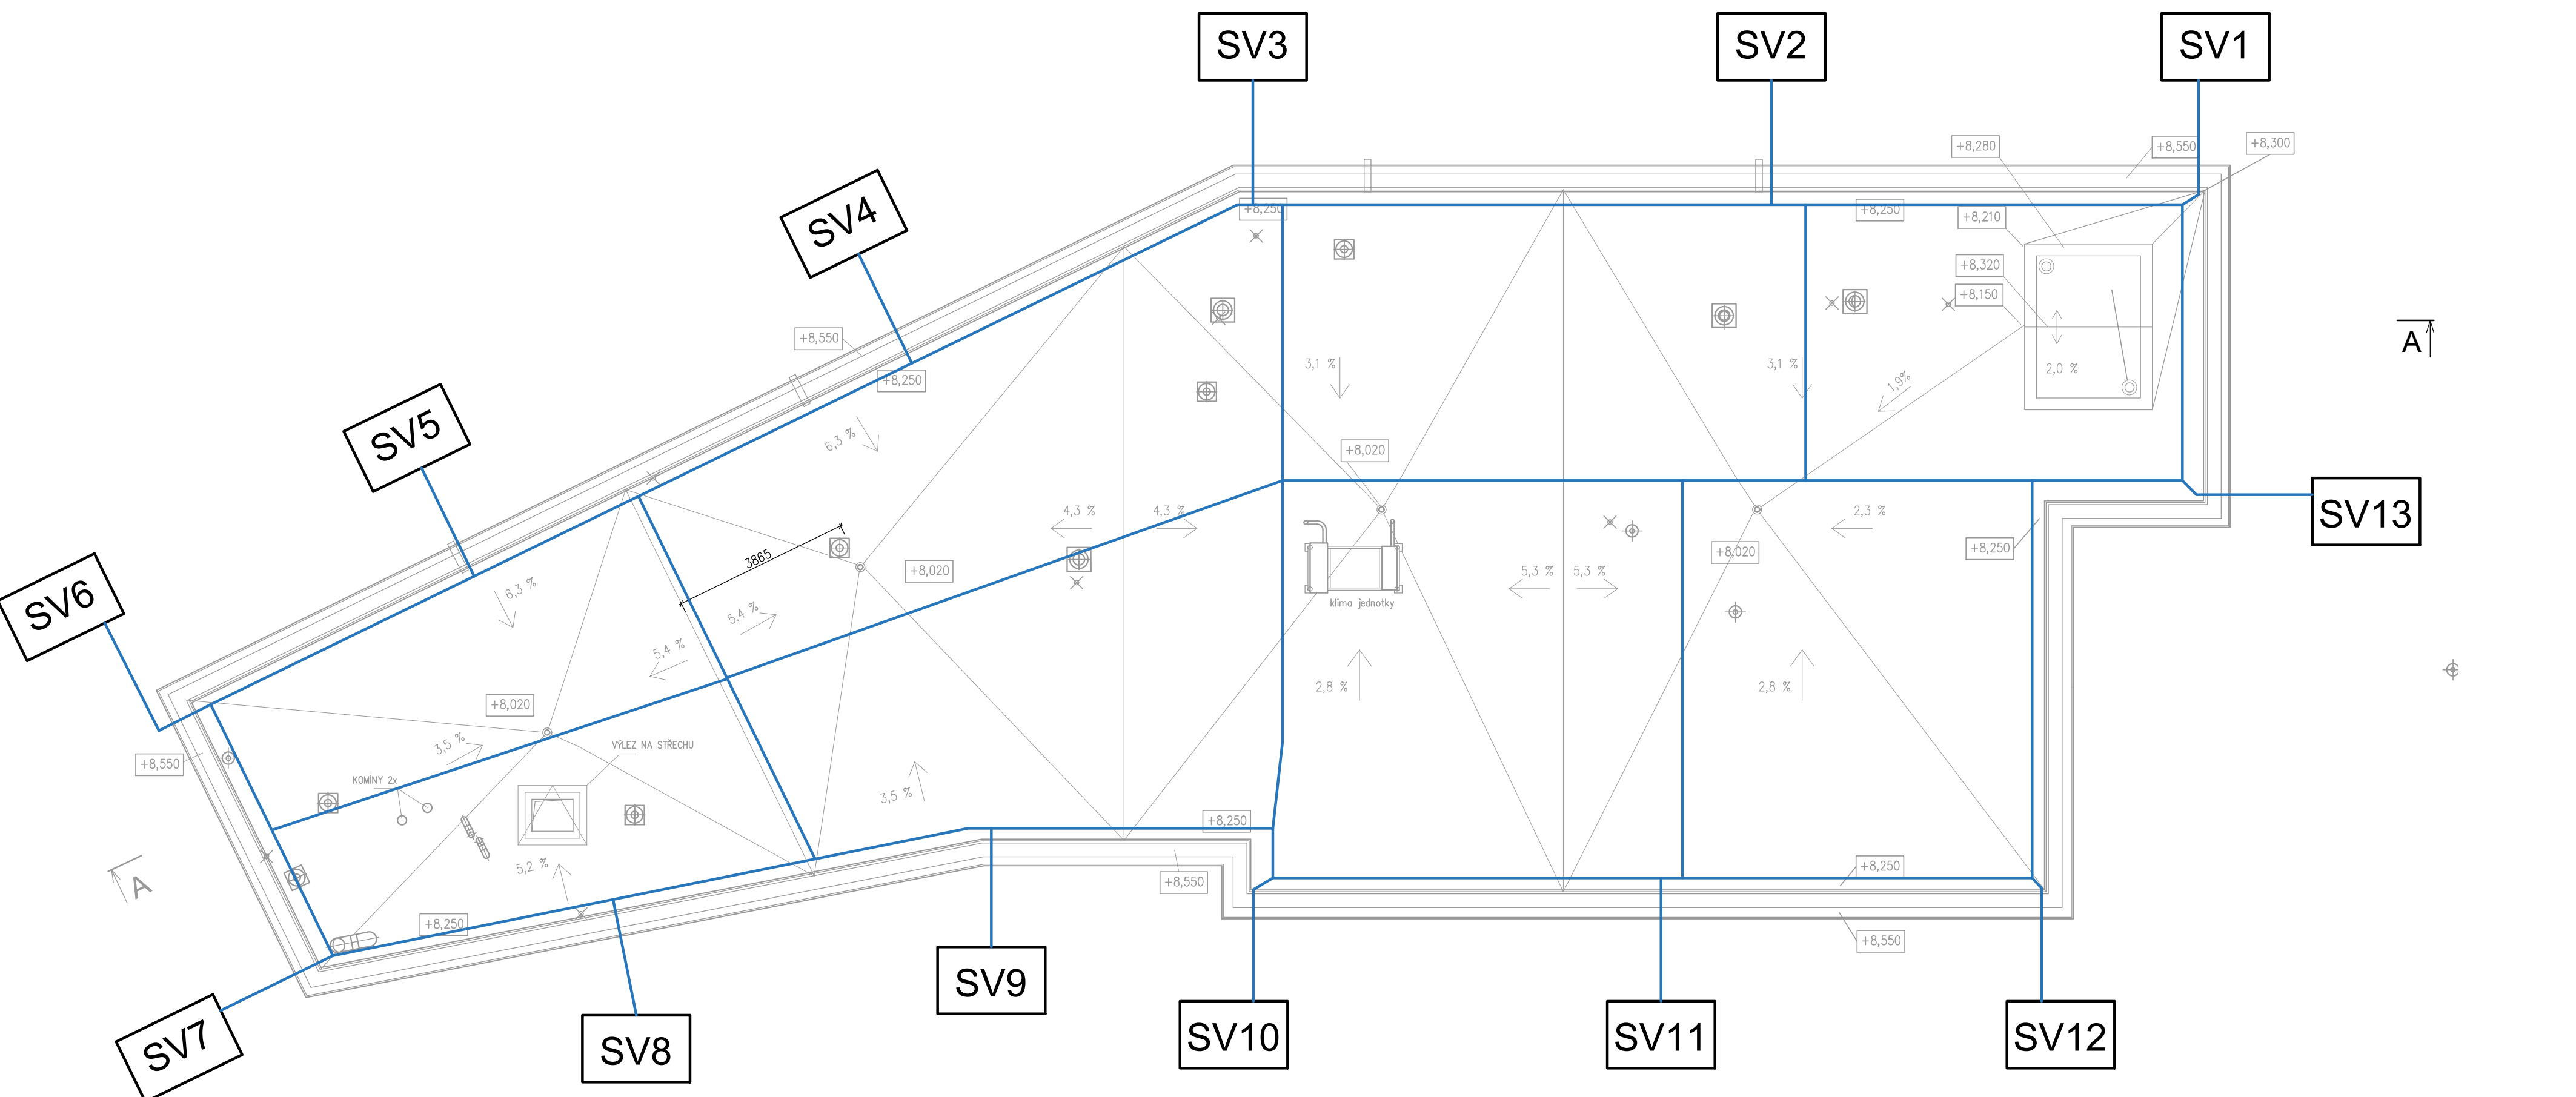 SV3
SV2
SV1
+8,280
+8,550
+8,300
SV4
+8,250
+8,250
+8,210
+8,320
+8,150
+8,550
+8,250
3,1 %
3,1 %
2,0 %
1,9%
A
SV5
6,3 %
+8,020
SV13
4,3 %
4,3 %
2,3 %
3865
+8,020
+8,020
+8,250
SV6
6,3 %
5,4 %
5,4 %
5,3 %
5,3 %
klima jednotky
2,8 %
2,8 %
+8,020
3,5 %
VÝLEZ NA STŘECHU
+8,550
KOMÍNY 2x
3,5 %
+8,250
5,2 %
+8,250
A
+8,550
+8,250
+8,550
SV9
SV7
SV8
SV10
SV11
SV12